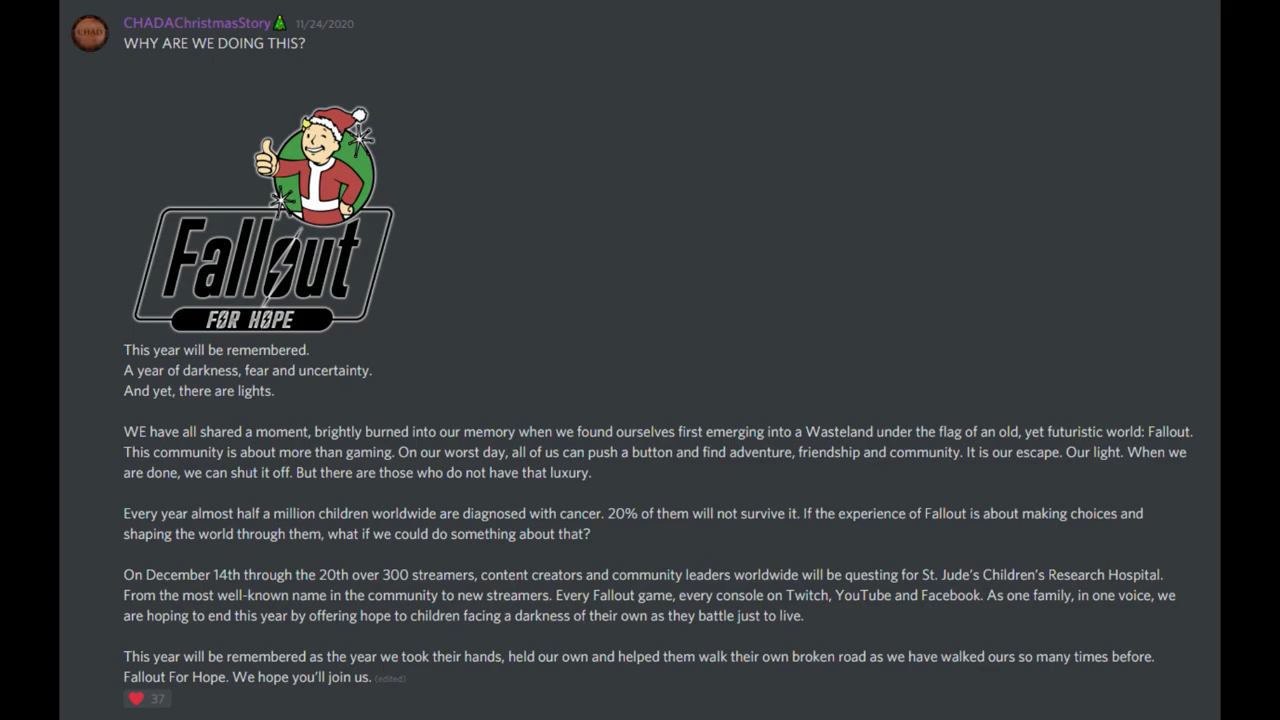 CHADAChristmasStory🎄 11/24/2020
CHAD
WHY ARE WE DOING THIS?
Fallout
FOR HOPE
This year will be remembered.
A year of darkness, fear and uncertainty.
And yet, there are lights.
WE have all shared a moment, brightly burned into our memory when we found ourselves first emerging into a Wasteland under the flag of an old, yet futuristic world: Fallout.
This community is about more than gaming. On our worst day, all of us can push a button and find adventure, friendship and community. It is our escape. Our light. When we
are done, we can shut it off. But there are those who do not have that luxury.
Every year almost half a million children worldwide are diagnosed with cancer. 20% of them will not survive it. If the experience of Fallout is about making choices and
shaping the world through them, what if we could do something about that?
On December 14th through the 20th over 300 streamers, content creators and community leaders worldwide will be questing for St. Jude's Children's Research Hospital.
From the most well-known name in the community to new streamers. Every Fallout game, every console on Twitch, YouTube and Facebook. As one family, in one voice, we
are hoping to end this year by offering hope to children facing a darkness of their own as they battle just to live.
This year will be remembered as the year we took their hands, held our own and helped them walk their own broken road as we have walked ours so many times before.
Fallout For Hope. We hope you'll join us. (edited)
❤️ 37